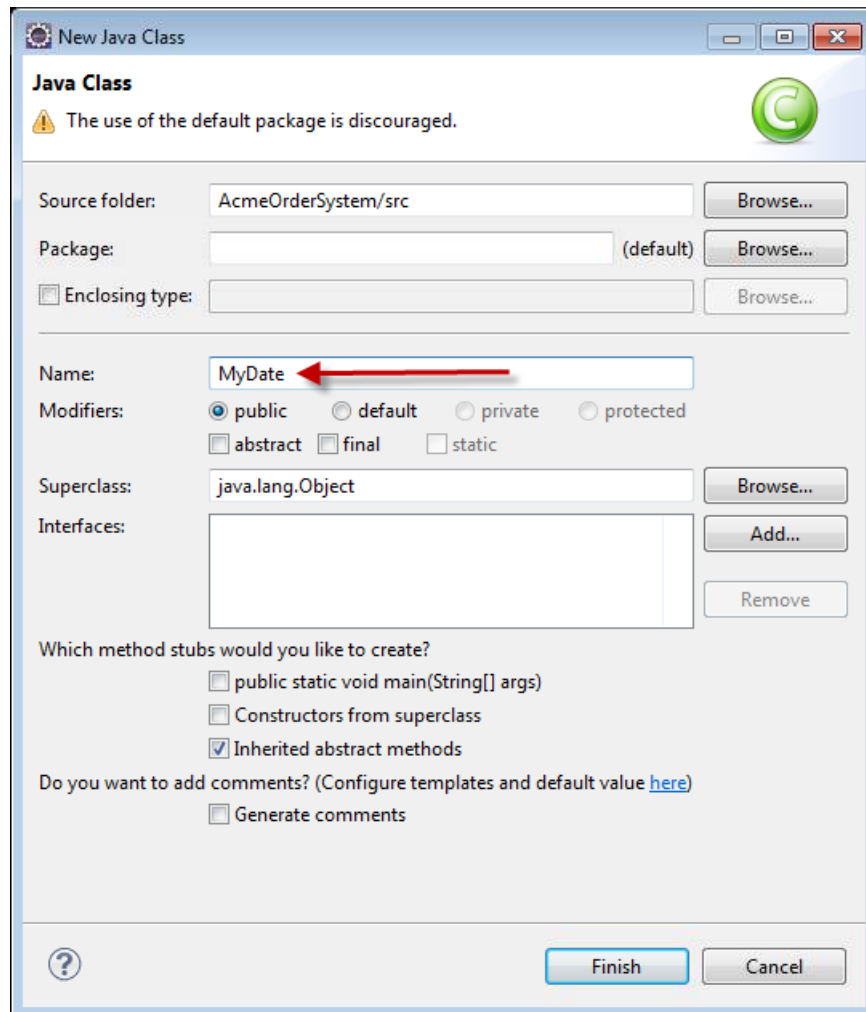 New Java Class
Java Class
The use of the default package is discouraged.
C
Source folder: AcmeOrderSystem/src Browse...
Package: (default) Browse...
Enclosing type: Browse...
Name: MyDate
Modifiers: public default private protected
abstract final static
Superclass: java.lang.Object Browse...
Interfaces: Add...
Remove
Which method stubs would you like to create?
public static void main(String[] args)
Constructors from superclass
Inherited abstract methods
Do you want to add comments? (Configure templates and default value here)
Generate comments
? Finish Cancel